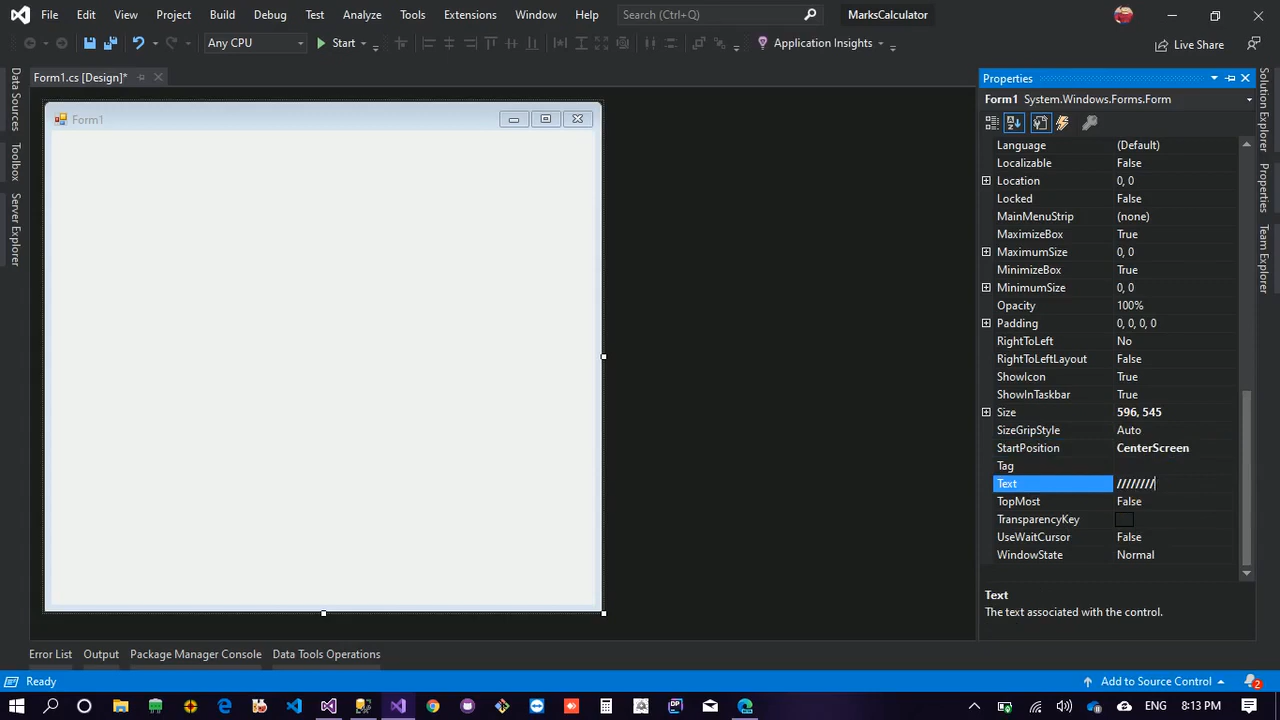 File Edit View Project Build Debug Test Analyze Tools Extensions Window Help Search (Ctrl+Q) MarksCalculator
Any CPU Start Application Insights Live Share
Form1.cs [Design]*
Data Sources
Toolbox
Server Explorer
Form1
Properties
Form1 System.Windows.Forms.Form
Language (Default)
Localizable False
Location 0, 0
Locked False
MainMenuStrip (none)
MaximizeBox True
MaximumSize 0, 0
MinimizeBox True
MinimumSize 0, 0
Opacity 100%
Padding 0, 0, 0, 0
RightToLeft No
RightToLeftLayout False
ShowIcon True
ShowInTaskbar True
Size 596, 545
SizeGripStyle Auto
StartPosition CenterScreen
Tag
Text ////////
TopMost False
TransparencyKey
UseWaitCursor False
WindowState Normal
Text
The text associated with the control.
Solution Explorer
Properties
Team Explorer
Error List Output Package Manager Console Data Tools Operations
Ready Add to Source Control 2
DP ENG 8:13 PM